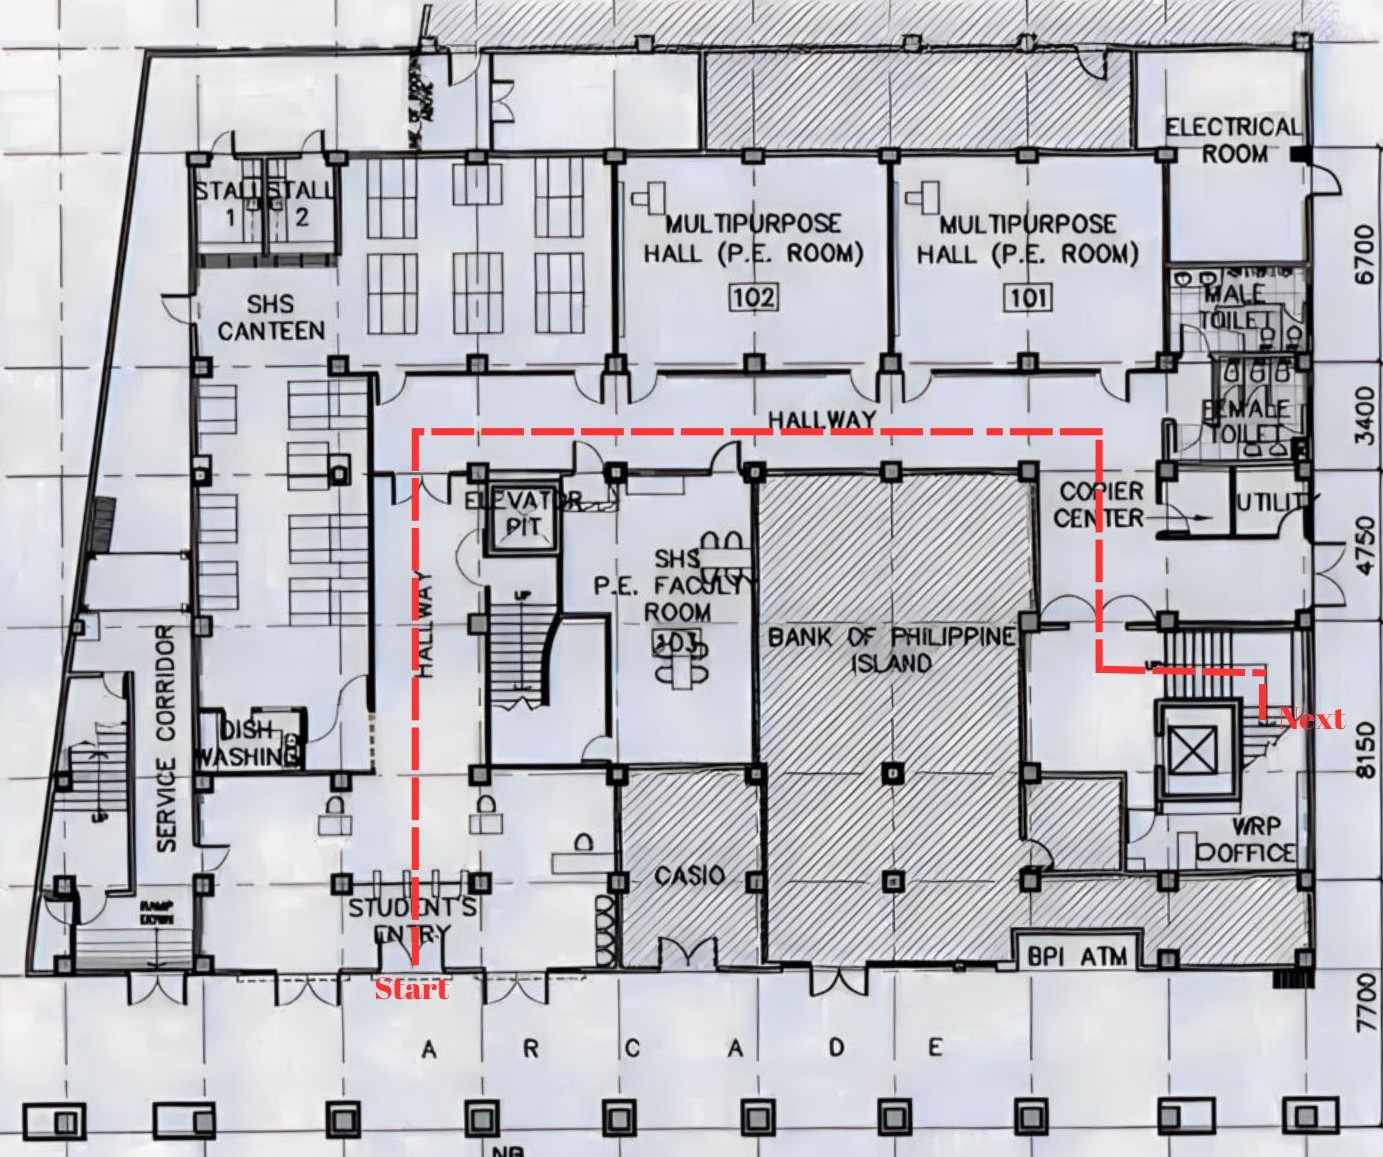 ELECTRICAL
ROOM
STALL
1
STALL
2
MULTIPURPOSE
HALL (P.E. ROOM)
102
MULTIPURPOSE
HALL (P.E. ROOM)
101
6700
MALE
TOILET
SHS
CANTEEN
FEMALE
TOILET
3400
HALLWAY
ELEVATOR
PIT
COPIER
CENTER
UTILITY
4750
SHS
P.E. FACULY
ROOM
103
HALLWAY
UP
BANK OF PHILIPPINE
ISLAND
UP
SERVICE CORRIDOR
Next
DISH
WASHING
8150
UP
WRP
OFFICE
CASIO
RAMP
DOWN
STUDENT'S
ENTRY
BPI ATM
Start
7700
A R C A D E